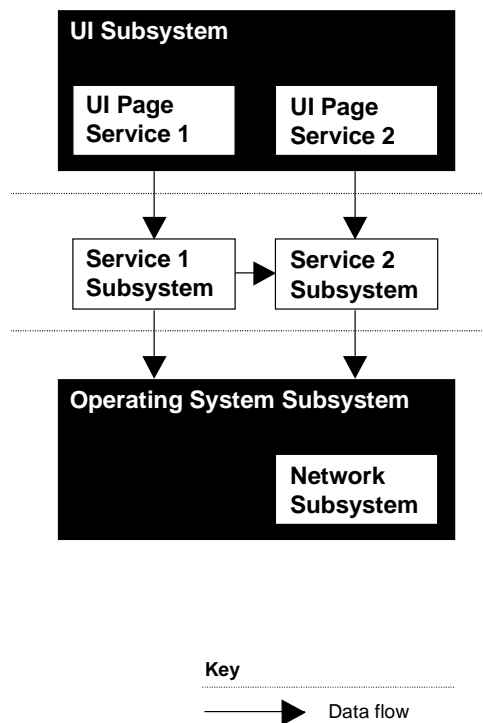 UI Subsystem
UI Page
Service 1
UI Page
Service 2
Service 1
Subsystem
Service 2
Subsystem
Operating System Subsystem
Network
Subsystem
Key
Data flow